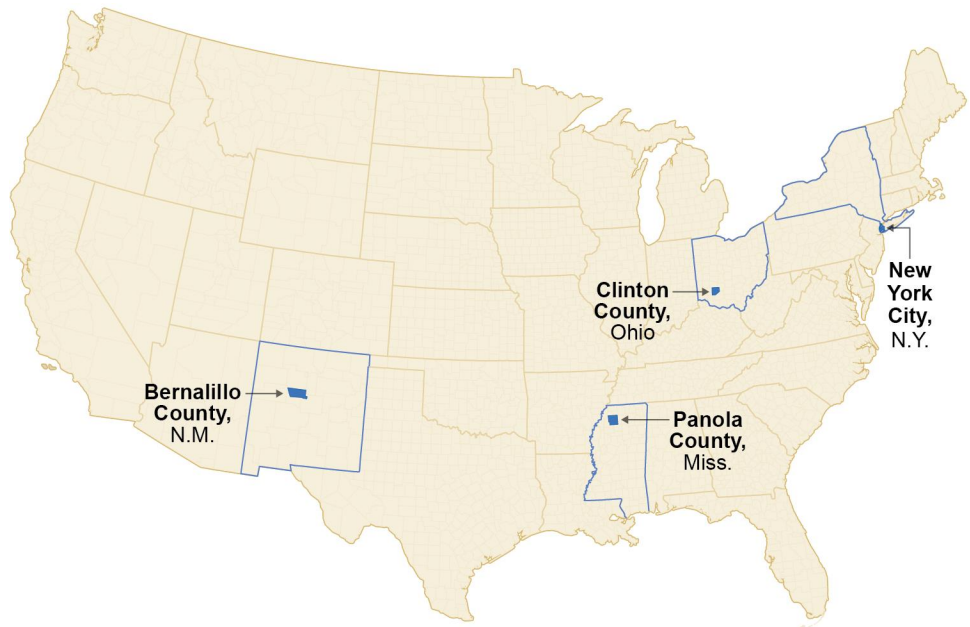 New
York
City,
N.Y.
Clinton
County,
Ohio
Bernalillo
County,
N.M.
Panola
County,
Miss.